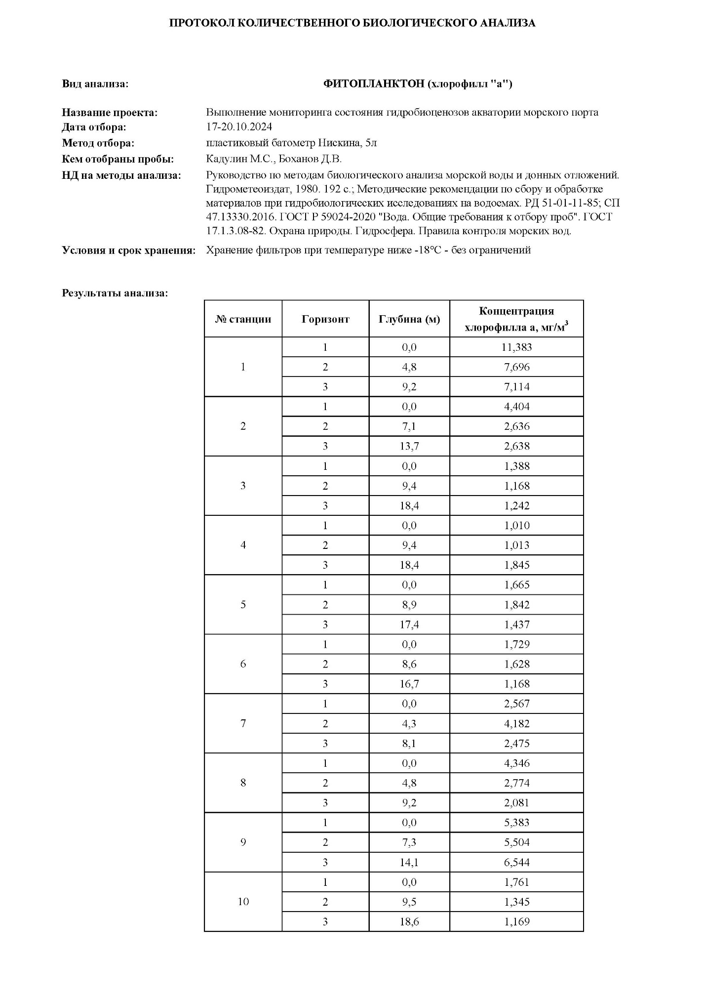 ПРОТОКОЛ КОЛИЧЕСТВЕННОГО БИОЛОГИЧЕСКОГО АНАЛИЗА
Вид анализа: ФИТОПЛАНКТОН (хлорофилл "а")
Название проекта: Выполнение мониторинга состояния гидробиоценозов акватории морского порта
Дата отбора: 17-20.10.2024
Метод отбора: пластиковый батометр Нискина, 5л
Кем отобраны пробы: Кадулин М.С., Боханов Д.В.
НД на методы анализа: Руководство по методам биологического анализа морской воды и донных отложений.
Гидрометеоиздат, 1980. 192 с.; Методические рекомендации по сбору и обработке
материалов при гидробиологических исследованиях на водоемах. РД 51-01-11-85; СП
47.13330.2016. ГОСТ Р 59024-2020 "Вода. Общие требования к отбору проб". ГОСТ
17.1.3.08-82. Охрана природы. Гидросфера. Правила контроля морских вод.
Условия и срок хранения: Хранение фильтров при температуре ниже -18°С - без ограничений
Результаты анализа:
№ станции Горизонт Глубина (м) Концентрация
хлорофилла а, мг/м³
1 0,0 11,383
1 2 4,8 7,696
3 9,2 7,114
1 0,0 4,404
2 2 7,1 2,636
3 13,7 2,638
1 0,0 1,388
3 2 9,4 1,168
3 18,4 1,242
1 0,0 1,010
4 2 9,4 1,013
3 18,4 1,845
1 0,0 1,665
5 2 8,9 1,842
3 17,4 1,437
1 0,0 1,729
6 2 8,6 1,628
3 16,7 1,168
1 0,0 2,567
7 2 4,3 4,182
3 8,1 2,475
1 0,0 4,346
8 2 4,8 2,774
3 9,2 2,081
1 0,0 5,383
9 2 7,3 5,504
3 14,1 6,544
1 0,0 1,761
10 2 9,5 1,345
3 18,6 1,169